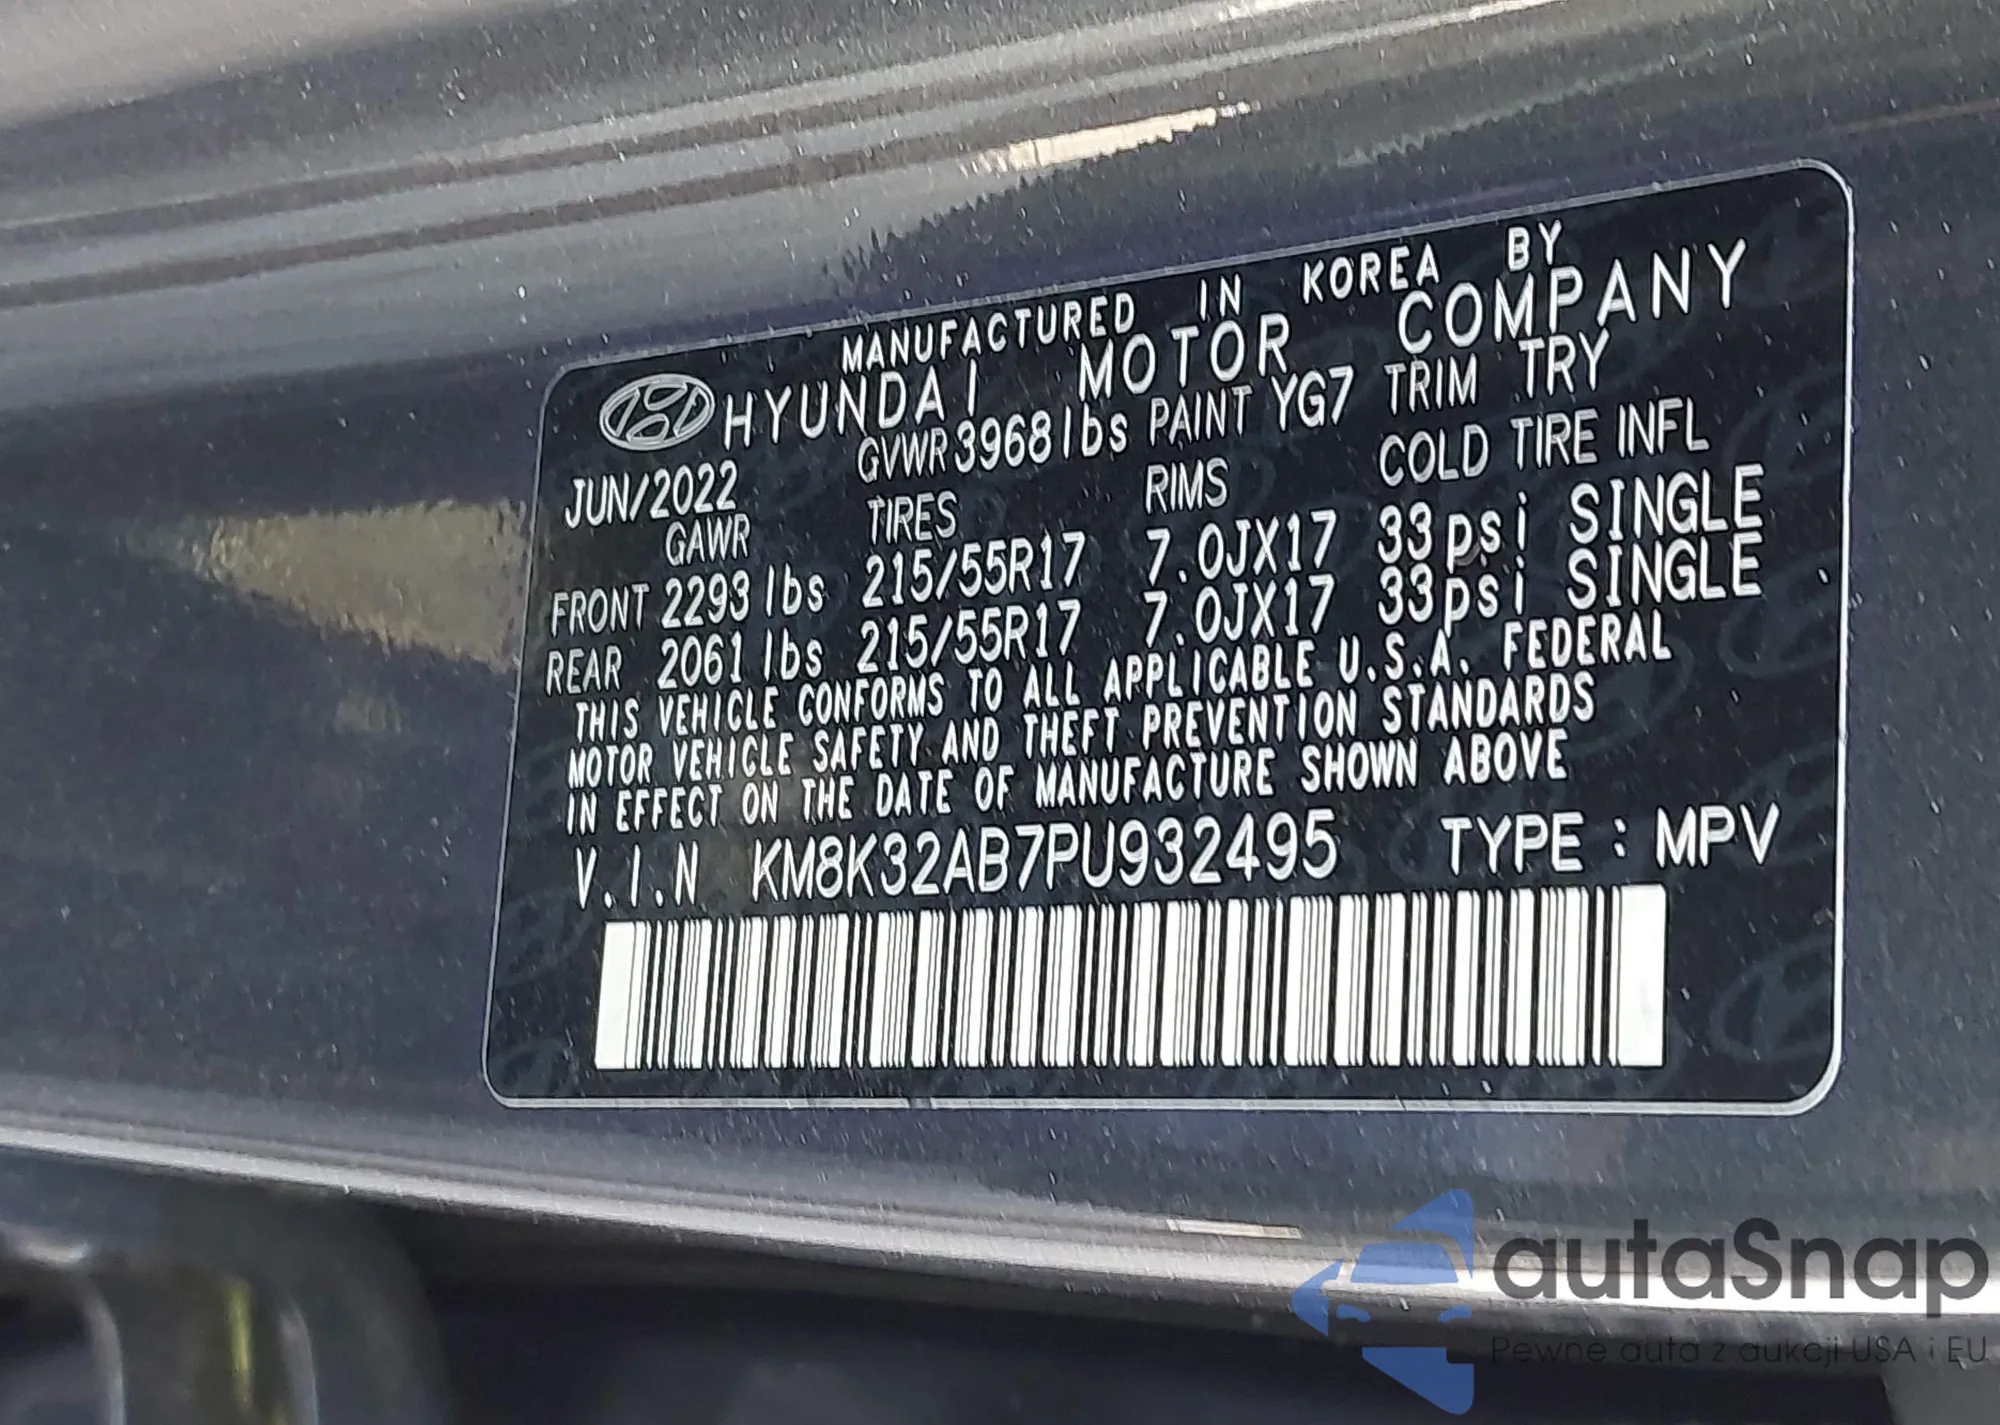 MANUFACTURED IN KOREA BY
HYUNDAI MOTOR COMPANY
JUN/2022 GVWR 3968 lbs PAINT YG7 TRIM TRY
GAWR TIRES RIMS COLD TIRE INFL
FRONT 2293 lbs 215/55R17 7.0JX17 33psi SINGLE
REAR 2061 lbs 215/55R17 7.0JX17 33psi SINGLE
THIS VEHICLE CONFORMS TO ALL APPLICABLE U.S.A. FEDERAL
MOTOR VEHICLE SAFETY AND THEFT PREVENTION STANDARDS
IN EFFECT ON THE DATE OF MANUFACTURE SHOWN ABOVE
V.I.N KM8K32AB7PU932495 TYPE : MPV
autaSnap
Pewne auta z aukcji USA i EU